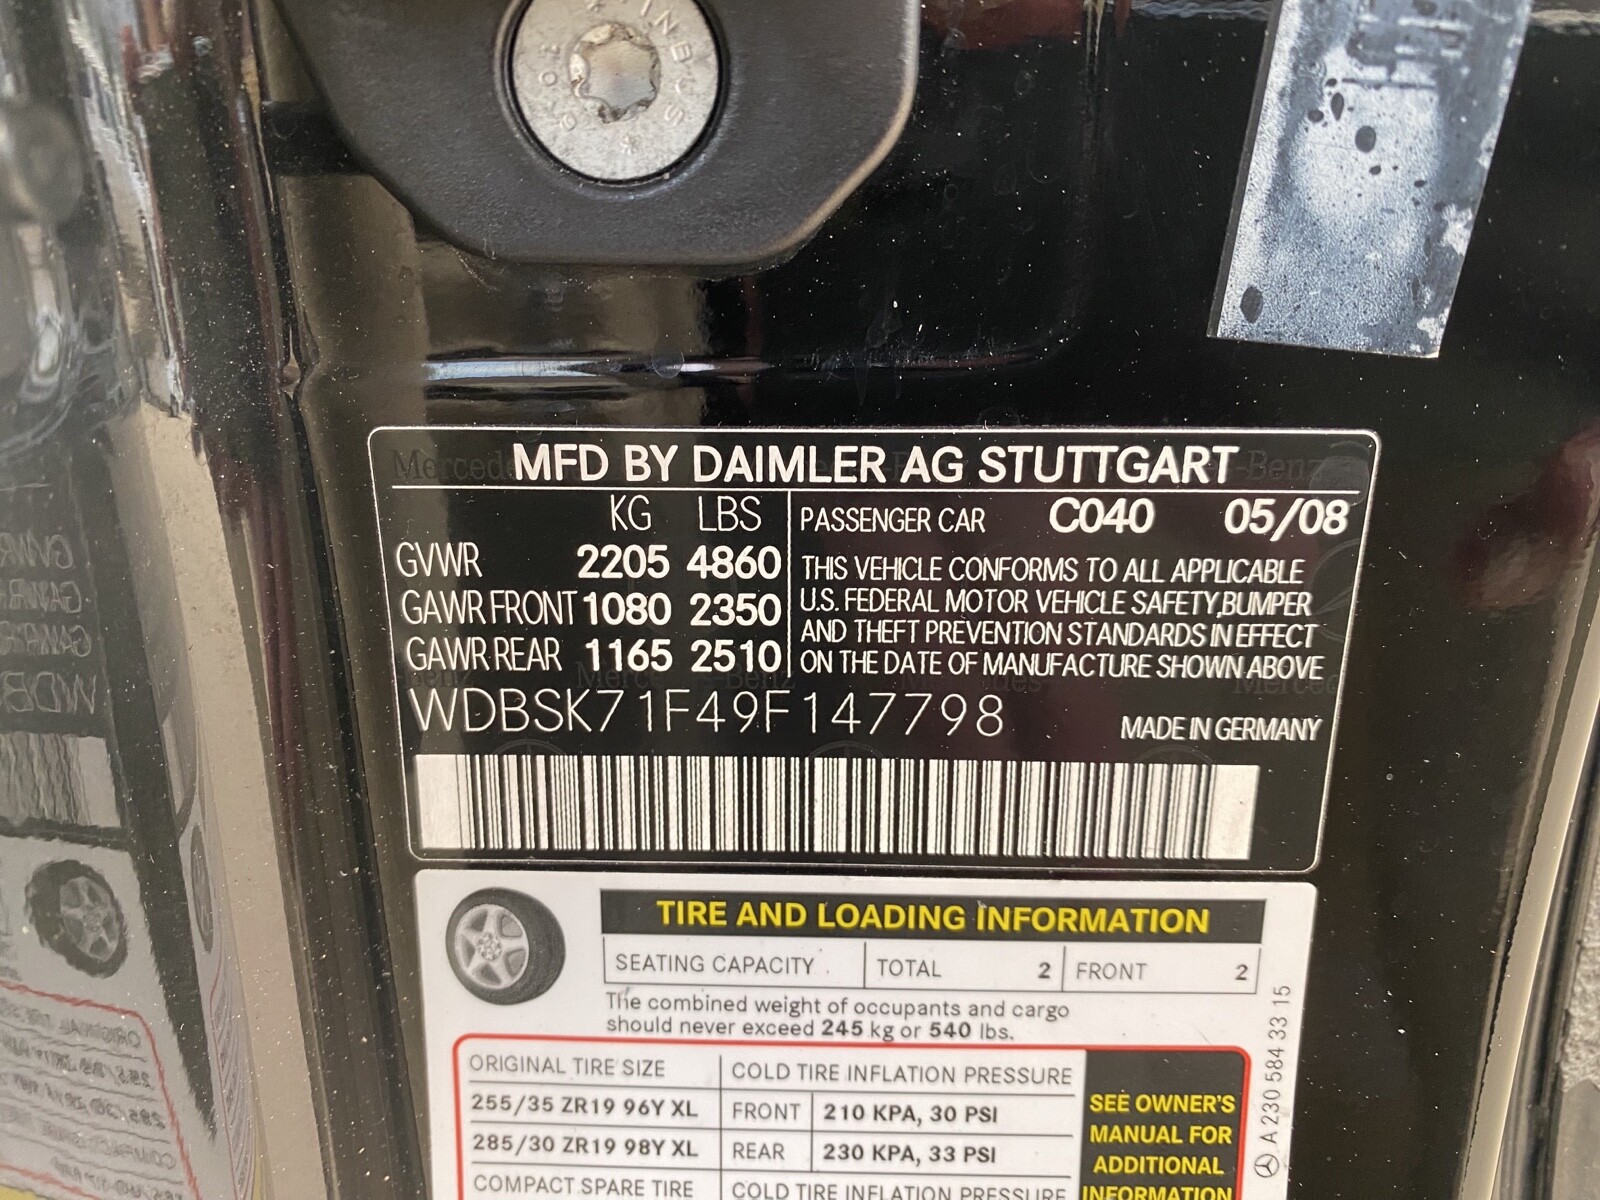 INBUS
MFD BY DAIMLER AG STUTTGART
KG LBS
GVWR 2205 4860
GAWR FRONT 1080 2350
GAWR REAR 1165 2510
PASSENGER CAR C040 05/08
THIS VEHICLE CONFORMS TO ALL APPLICABLE
U.S. FEDERAL MOTOR VEHICLE SAFETY,BUMPER
AND THEFT PREVENTION STANDARDS IN EFFECT
ON THE DATE OF MANUFACTURE SHOWN ABOVE
WDBSK71F49F147798
MADE IN GERMANY
TIRE AND LOADING INFORMATION
SEATING CAPACITY TOTAL 2 FRONT 2
The combined weight of occupants and cargo
should never exceed 245 kg or 540 lbs.
ORIGINAL TIRE SIZE COLD TIRE INFLATION PRESSURE
255/35 ZR19 96Y XL FRONT 210 KPA, 30 PSI
285/30 ZR19 98Y XL REAR 230 KPA, 33 PSI
COMPACT SPARE TIRE COLD TIRE INFLATION PRESSURE
SEE OWNER'S
MANUAL FOR
ADDITIONAL
INFORMATION
A 230 584 33 15